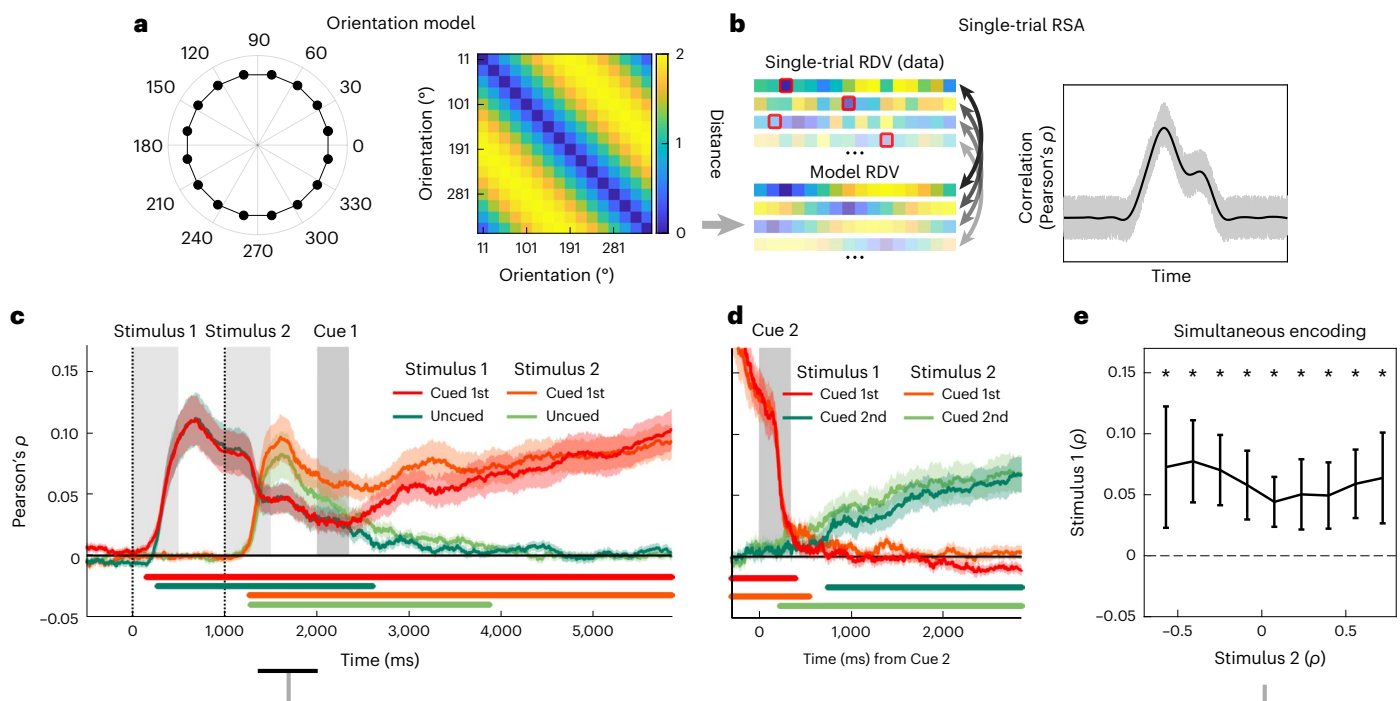 a Orientation model
90
120 60
150 30
180 0
210 330
240 300
270
Orientation (°)
11
101
191
281
11 101 191 281
Orientation (°)
2
1
0
Distance
b Single-trial RSA
Single-trial RDV (data)
...
Model RDV
...
Correlation
(Pearson's ρ)
Time
c
Stimulus 1 Stimulus 2 Cue 1
Stimulus 1 Stimulus 2
Cued 1st Cued 1st
Uncued Uncued
Pearson's ρ
0.15
0.10
0.05
0
–0.05
0 1,000 2,000 3,000 4,000 5,000
Time (ms)
d
Cue 2
Stimulus 1 Stimulus 2
Cued 1st Cued 1st
Cued 2nd Cued 2nd
0 1,000 2,000
Time (ms) from Cue 2
e
Simultaneous encoding
* * * * * * * * *
Stimulus 1 (ρ)
0.15
0.10
0.05
0
–0.05
–0.5 0 0.5
Stimulus 2 (ρ)